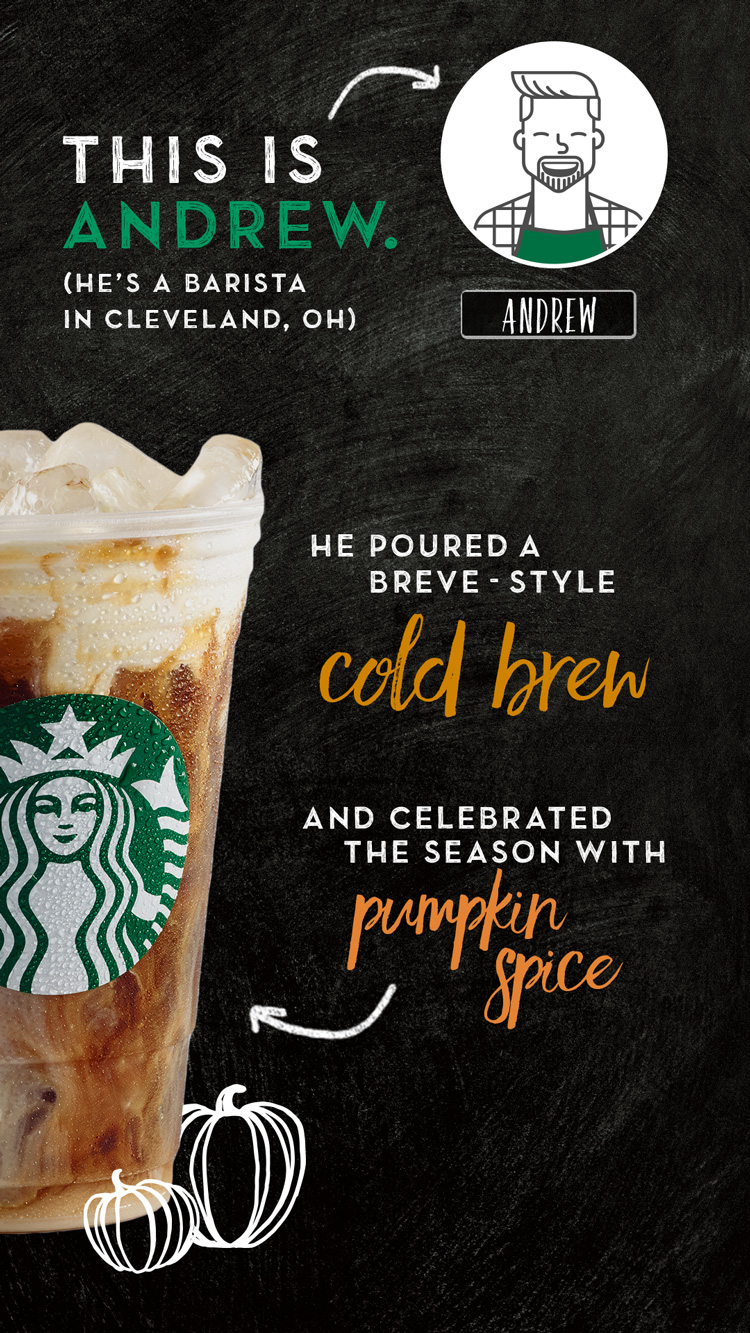 THIS IS
ANDREW.
(HE'S A BARISTA
IN CLEVELAND, OH)
ANDREW
HE POURED A
BREVE-STYLE
cold brew
AND CELEBRATED
THE SEASON WITH
pumpkin
spice